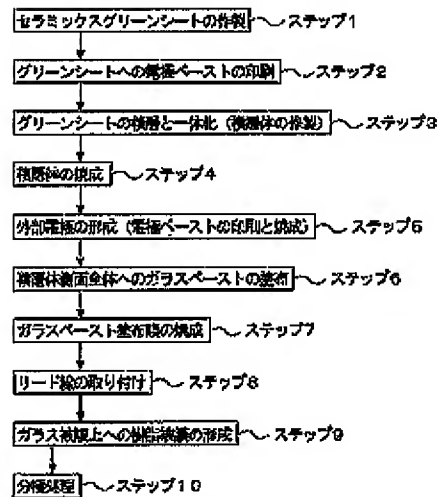 セラミックスグリーンシートの作製 ステップ1
グリーンシートへの電極ペーストの印刷 ステップ2
グリーンシートの積層と一体化(積層体の作製) ステップ3
積層体の焼成 ステップ4
外部電極の形成(電極ペーストの印刷と焼成) ステップ5
積層体側面全体へのガラスペーストの塗布 ステップ6
ガラスペースト塗布膜の焼成 ステップ7
リード線の取り付け ステップ8
ガラス被膜上への樹脂被膜の形成 ステップ9
分極処理 ステップ10